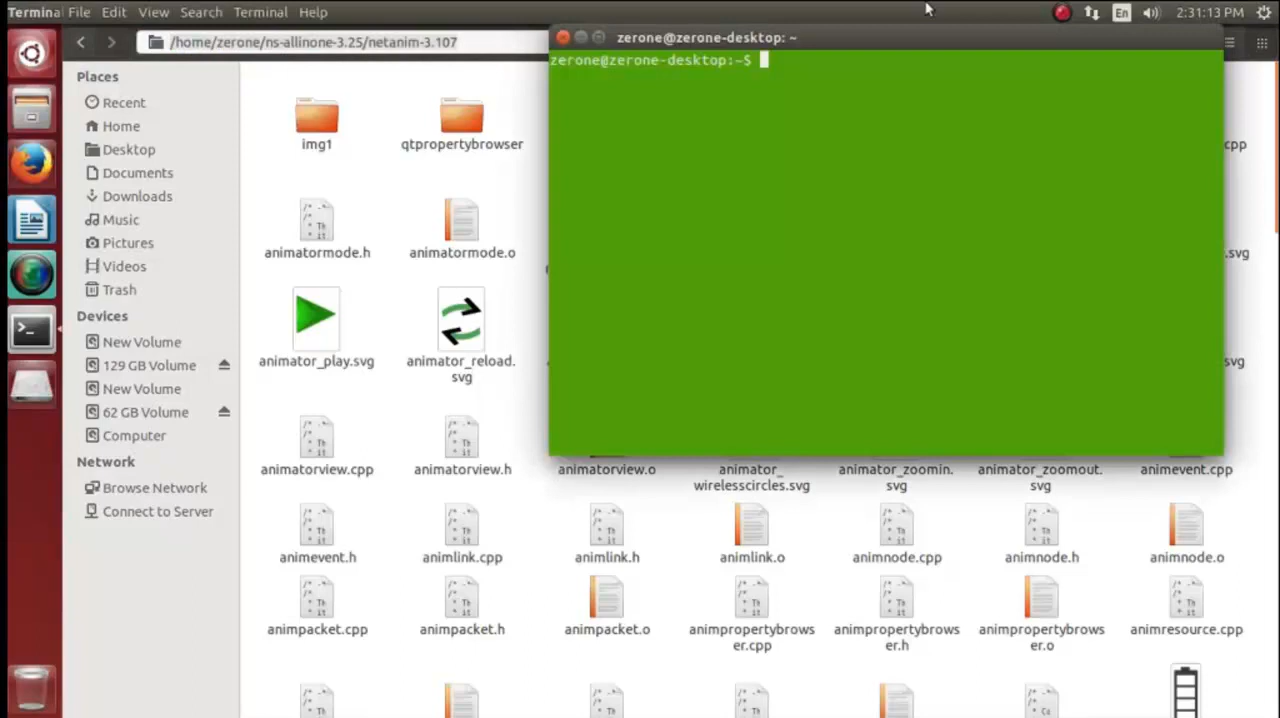 Terminal File Edit View Search Terminal Help
En 2:31:13 PM
/home/zerone/ns-allinone-3.25/netanim-3.107
zerone@zerone-desktop: ~
zerone@zerone-desktop:~$
Places
Recent
Home
Desktop
Documents
Downloads
Music
Pictures
Videos
Trash
Devices
New Volume
129 GB Volume
New Volume
62 GB Volume
Computer
Network
Browse Network
Connect to Server
img1
qtpropertybrowser
cpp
animatormode.h
animatormode.o
.svg
animator_play.svg
animator_reload.
svg
svg
animatorview.cpp
animatorview.h
animatorview.o
animator_
wirelesscircles.svg
animator_zoomin.
svg
animator_zoomout.
svg
animevent.cpp
animevent.h
animlink.cpp
animlink.h
animlink.o
animnode.cpp
animnode.h
animnode.o
animpacket.cpp
animpacket.h
animpacket.o
animpropertybrows
er.cpp
animpropertybrows
er.h
animpropertybrows
er.o
animresource.cpp